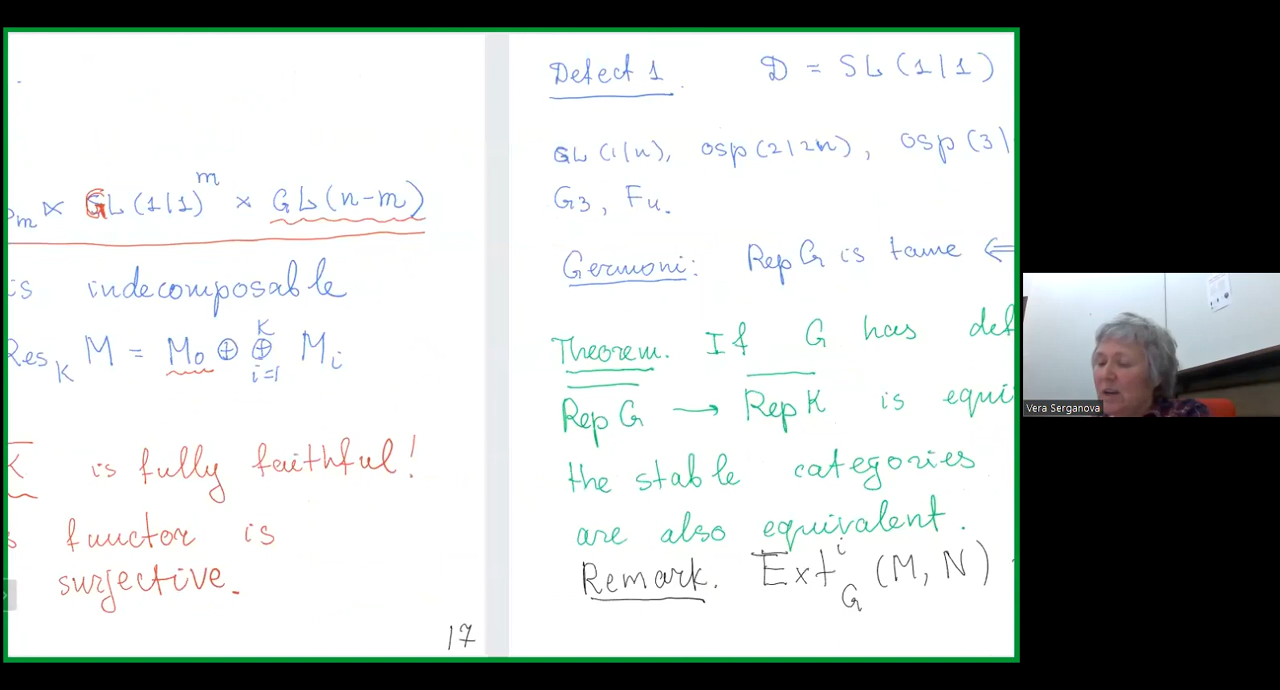 m ⋉ GL(1|1)^m × GL(n-m)
is indecomposable
Res_K M = M_0 ⊕ ⊕_{i=1}^{K} M_i
is fully faithful!
functor is
surjective.
17
Defect 1 D = SL(1|1)
GL(1|n), osp(2|2n), osp(3|
G3, F4.
Germoni: Rep G is tame ⇐
Theorem. If G has def
Rep G → Rep K is equi
the stable categories
are also equivalent.
Remark. Ext^i_G (M, N)
Vera Serganova